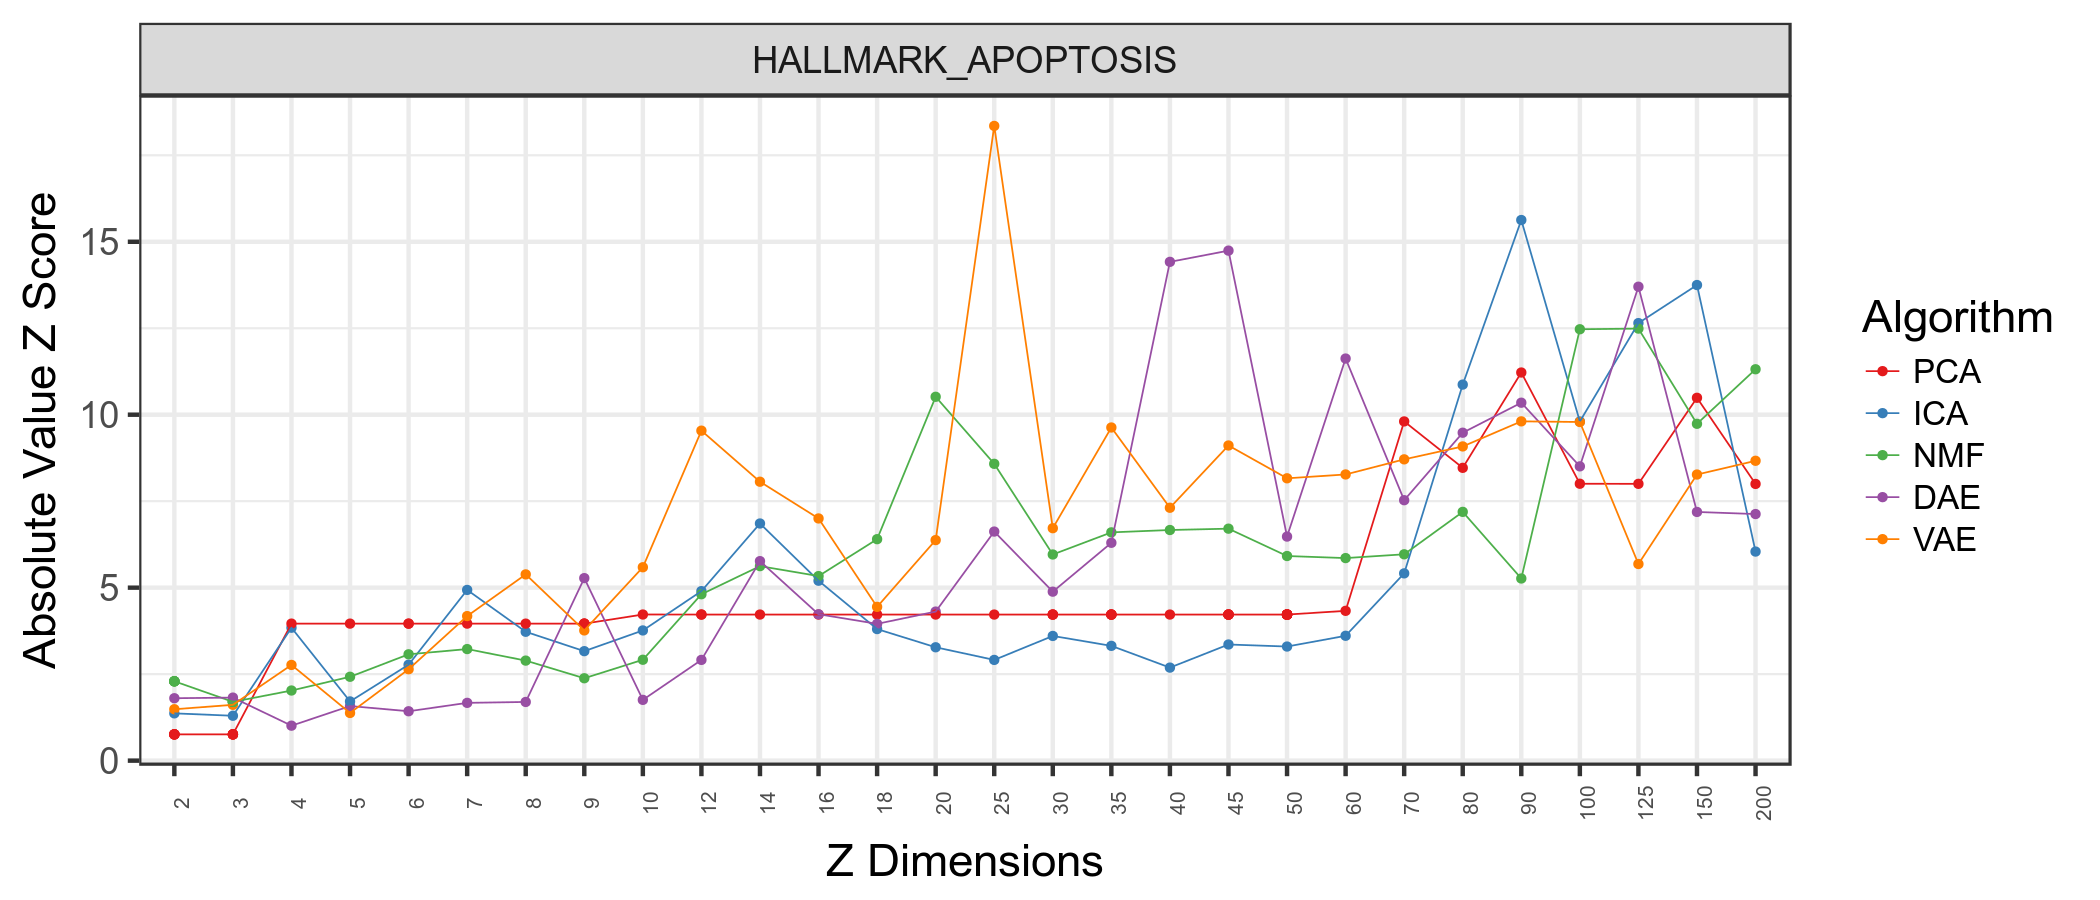 HALLMARK_APOPTOSIS
Absolute Value Z Score
15
10
5
0
2 3 4 5 6 7 8 9 10 12 14 16 18 20 25 30 35 40 45 50 60 70 80 90 100 125 150 200
Z Dimensions
Algorithm
PCA
ICA
NMF
DAE
VAE